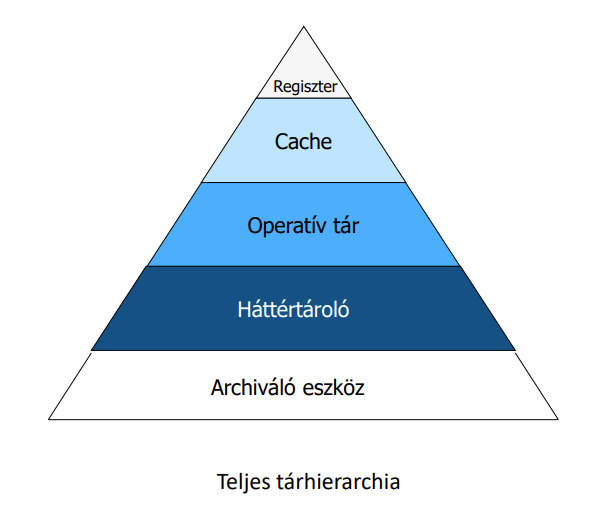 Regiszter
Cache
Operatív tár
Háttértároló
Archiváló eszköz
Teljes tárhierarchia